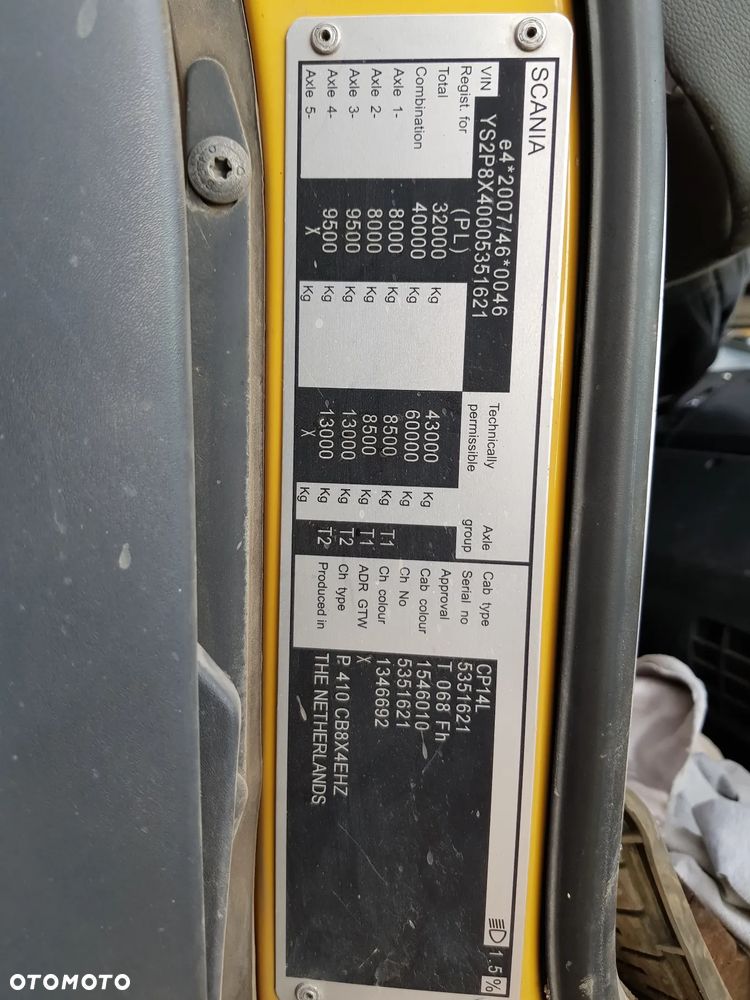 SCANIA
e4*2007/46*0046
VIN YS2P8X40005351621
Regist. for (PL) Technically permissible Axle group
Total 32000 Kg 43000 Kg
Combination 40000 Kg 60000 Kg
Axle 1- 8000 Kg 8500 Kg T1
Axle 2- 8000 Kg 8500 Kg T1
Axle 3- 9500 Kg 13000 Kg T2
Axle 4- 9500 Kg 13000 Kg T2
Axle 5- X Kg X Kg
Cab type CP14L
Serial no 5351621
Approval T 068 Fh
Cab colour 1546010
Ch No 5351621
Ch colour 1346692
ADR GTW X
Ch type P 410 CB8X4EHZ
Produced in THE NETHERLANDS
1.5%
OTOMOTO